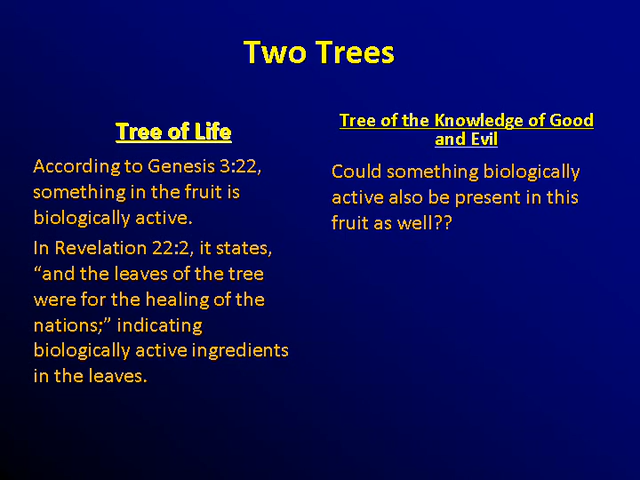 Two Trees
Tree of Life
According to Genesis 3:22,
something in the fruit is
biologically active.
In Revelation 22:2, it states,
“and the leaves of the tree
were for the healing of the
nations;” indicating
biologically active ingredients
in the leaves.
Tree of the Knowledge of Good
and Evil
Could something biologically
active also be present in this
fruit as well??